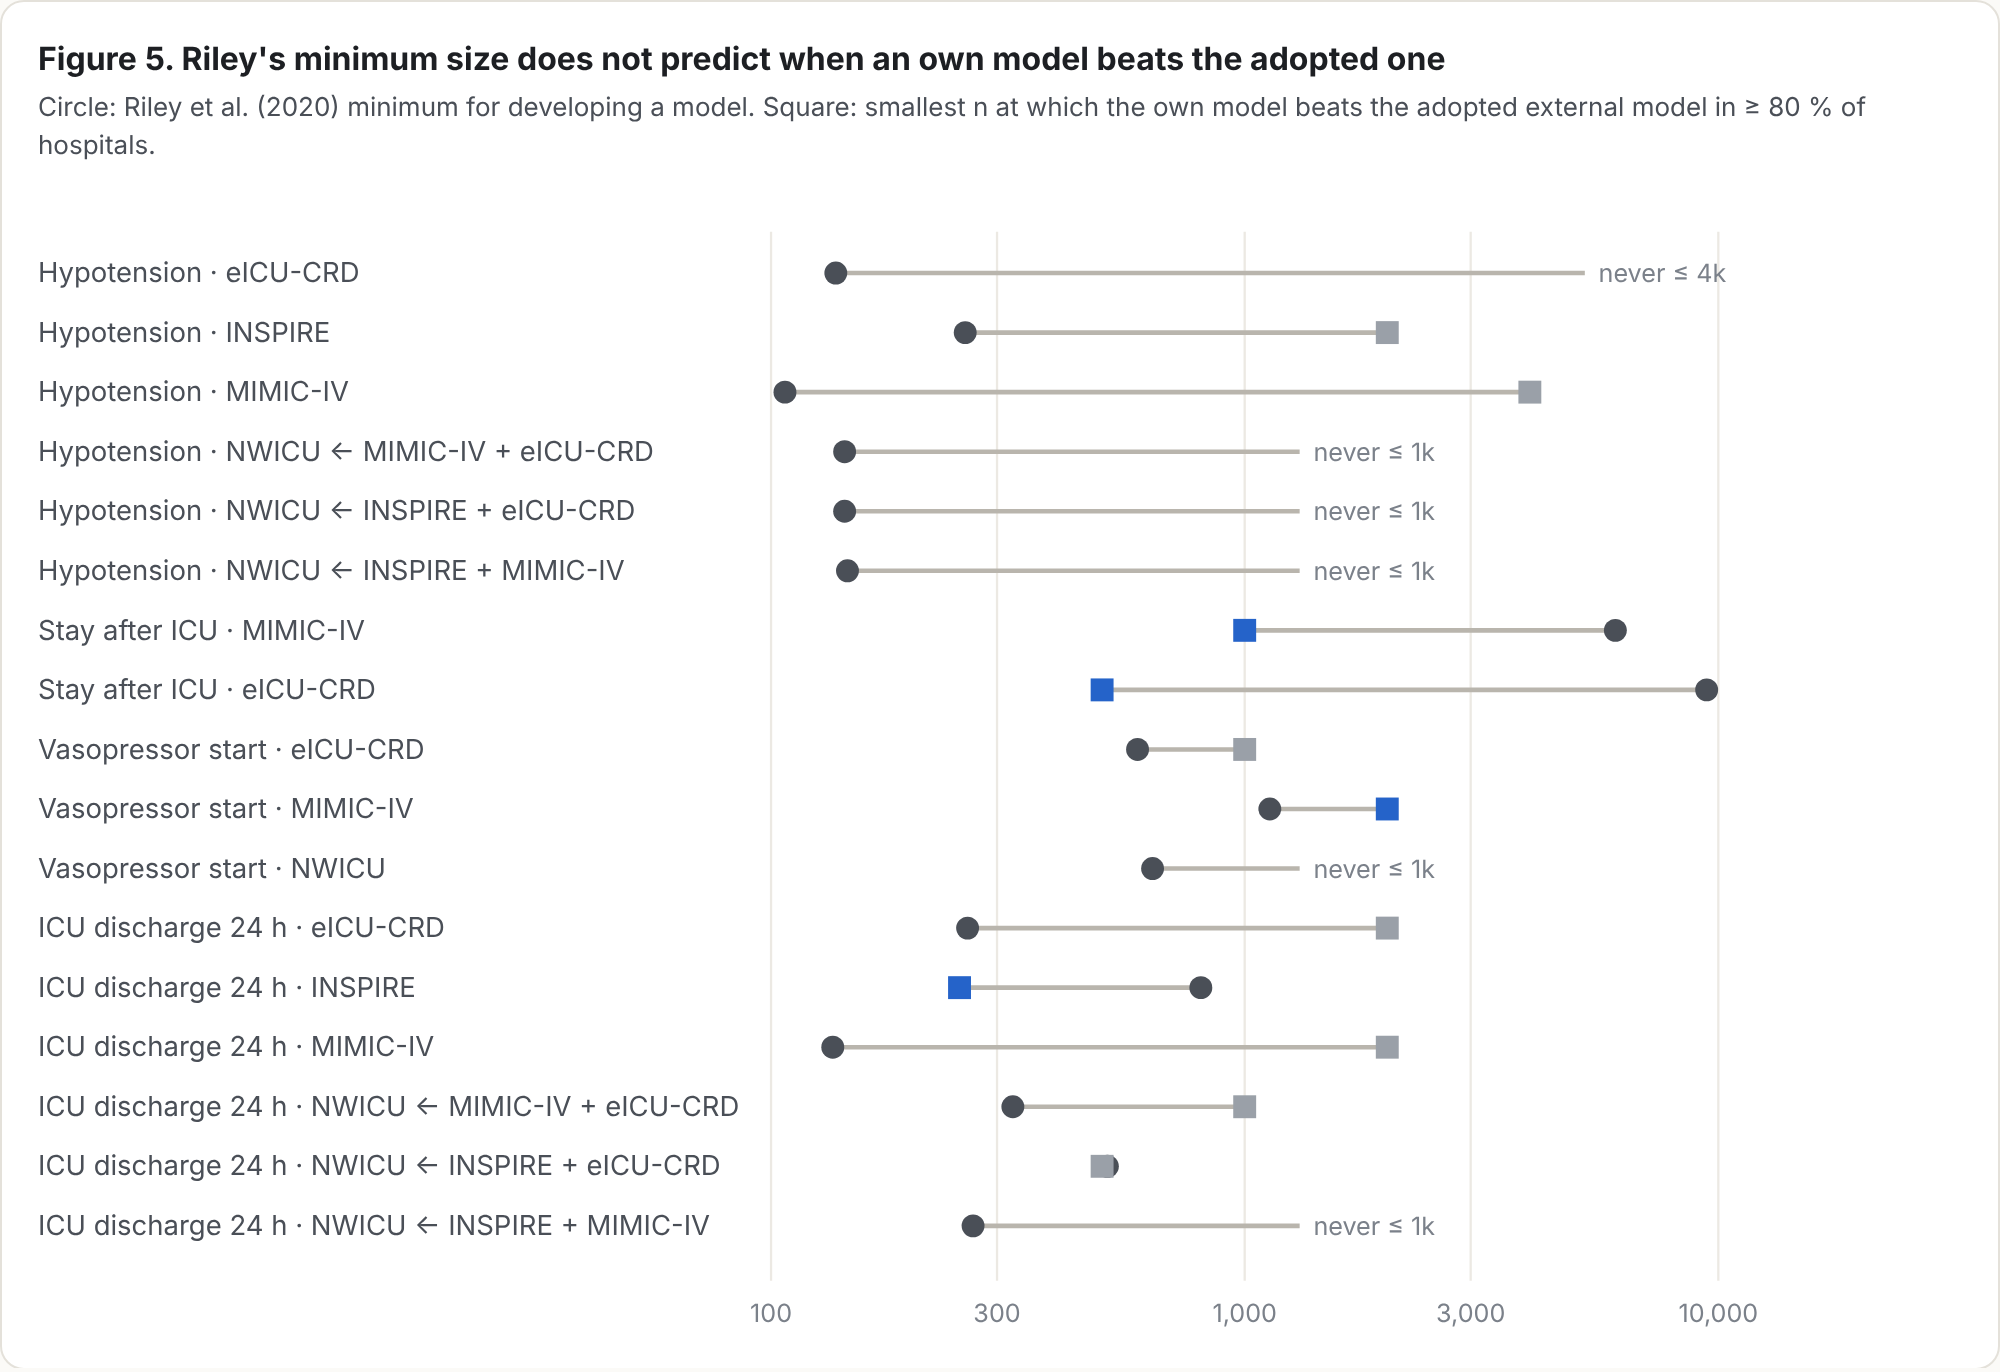 Figure 5. Riley's minimum size does not predict when an own model beats the adopted one
Circle: Riley et al. (2020) minimum for developing a model. Square: smallest n at which the own model beats the adopted external model in ≥ 80 % of
hospitals.
Hypotension · eICU-CRD
never ≤ 4k
Hypotension · INSPIRE
Hypotension · MIMIC-IV
Hypotension · NWICU ← MIMIC-IV + eICU-CRD
never ≤ 1k
Hypotension · NWICU ← INSPIRE + eICU-CRD
never ≤ 1k
Hypotension · NWICU ← INSPIRE + MIMIC-IV
never ≤ 1k
Stay after ICU · MIMIC-IV
Stay after ICU · eICU-CRD
Vasopressor start · eICU-CRD
Vasopressor start · MIMIC-IV
Vasopressor start · NWICU
never ≤ 1k
ICU discharge 24 h · eICU-CRD
ICU discharge 24 h · INSPIRE
ICU discharge 24 h · MIMIC-IV
ICU discharge 24 h · NWICU ← MIMIC-IV + eICU-CRD
ICU discharge 24 h · NWICU ← INSPIRE + eICU-CRD
ICU discharge 24 h · NWICU ← INSPIRE + MIMIC-IV
never ≤ 1k
100 300 1,000 3,000 10,000